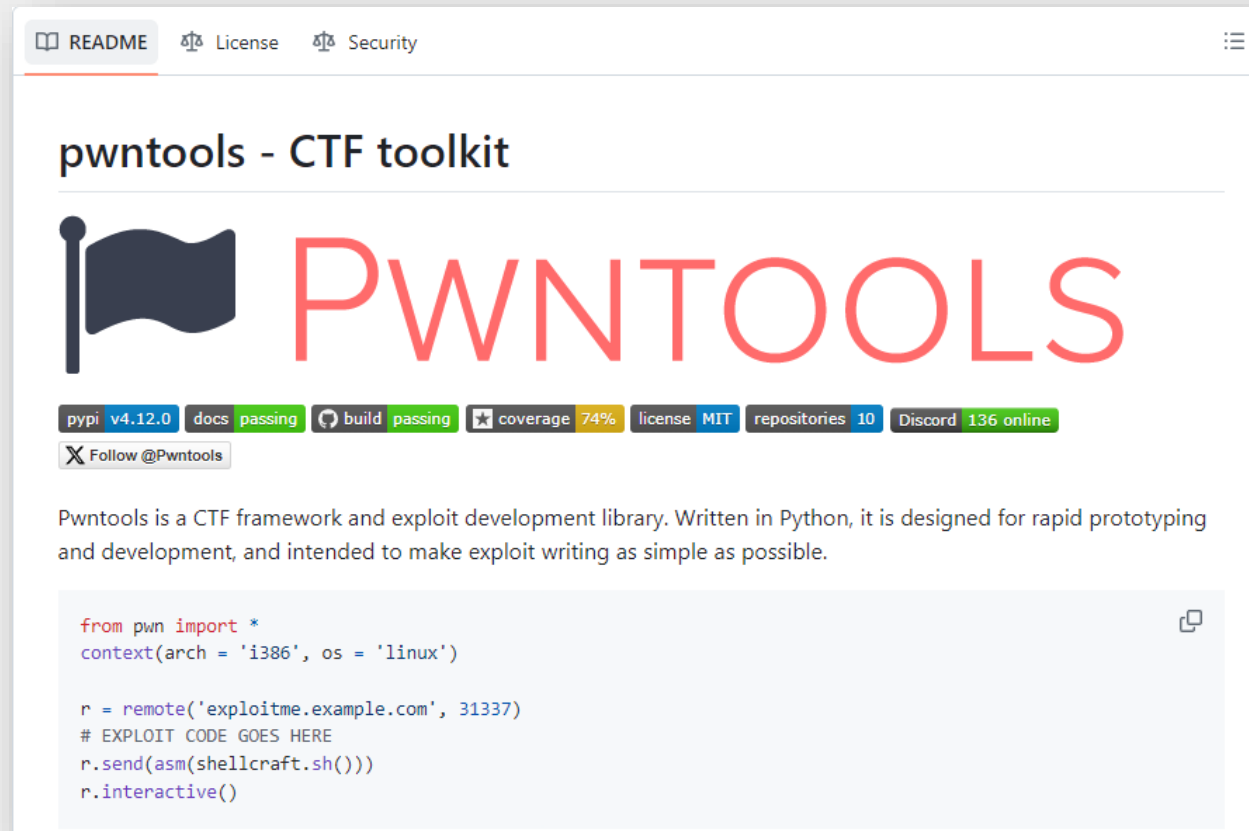 README License Security
pwntools - CTF toolkit
PWNTOOLS
pypi v4.12.0 docs passing build passing coverage 74% license MIT repositories 10 Discord 136 online
X Follow @Pwntools
Pwntools is a CTF framework and exploit development library. Written in Python, it is designed for rapid prototyping
and development, and intended to make exploit writing as simple as possible.
from pwn import *
context(arch = 'i386', os = 'linux')
r = remote('exploitme.example.com', 31337)
# EXPLOIT CODE GOES HERE
r.send(asm(shellcraft.sh()))
r.interactive()